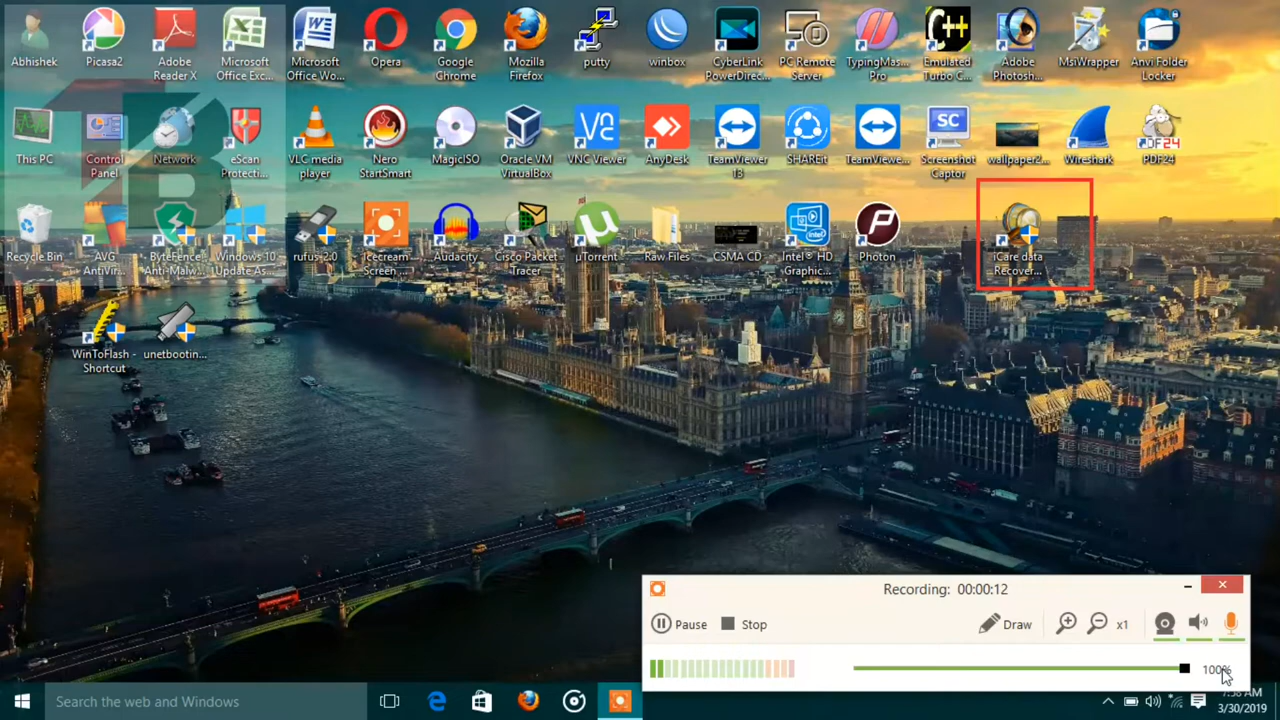 Abhishek
Picasa2
Adobe
Reader X
Microsoft
Office Exc...
Microsoft
Office Wo...
Opera
Google
Chrome
Mozilla
Firefox
putty
winbox
CyberLink
PowerDirec...
PC Remote
Server
TypingMas...
Pro
C++
Emulated
Turbo C...
Adobe
Photosh...
MsiWrapper
Anvi Folder
Locker
This PC
Control
Panel
Network
eScan
Protecti...
VLC media
player
Nero
StartSmart
MagicISO
Oracle VM
VirtualBox
VNC Viewer
AnyDesk
TeamViewer
13
SHAREit
TeamViewe...
SC
Screenshot
Captor
wallpaper2...
Wireshark
PDF24
Recycle Bin
AVG
AntiVir...
ByteFence
Anti-Malw...
Windows 10
Update As...
rufus-2.0
Icecream
Screen ...
Audacity
Cisco Packet
Tracer
µTorrent
Raw Files
CSMA CD
Intel® HD
Graphic...
Photon
iCare data
Recover...
WinToFlash -
Shortcut
unetbootin...
Recording: 00:00:12
Pause
Stop
Draw
x1
100%
Search the web and Windows
7:58 AM
3/30/2019